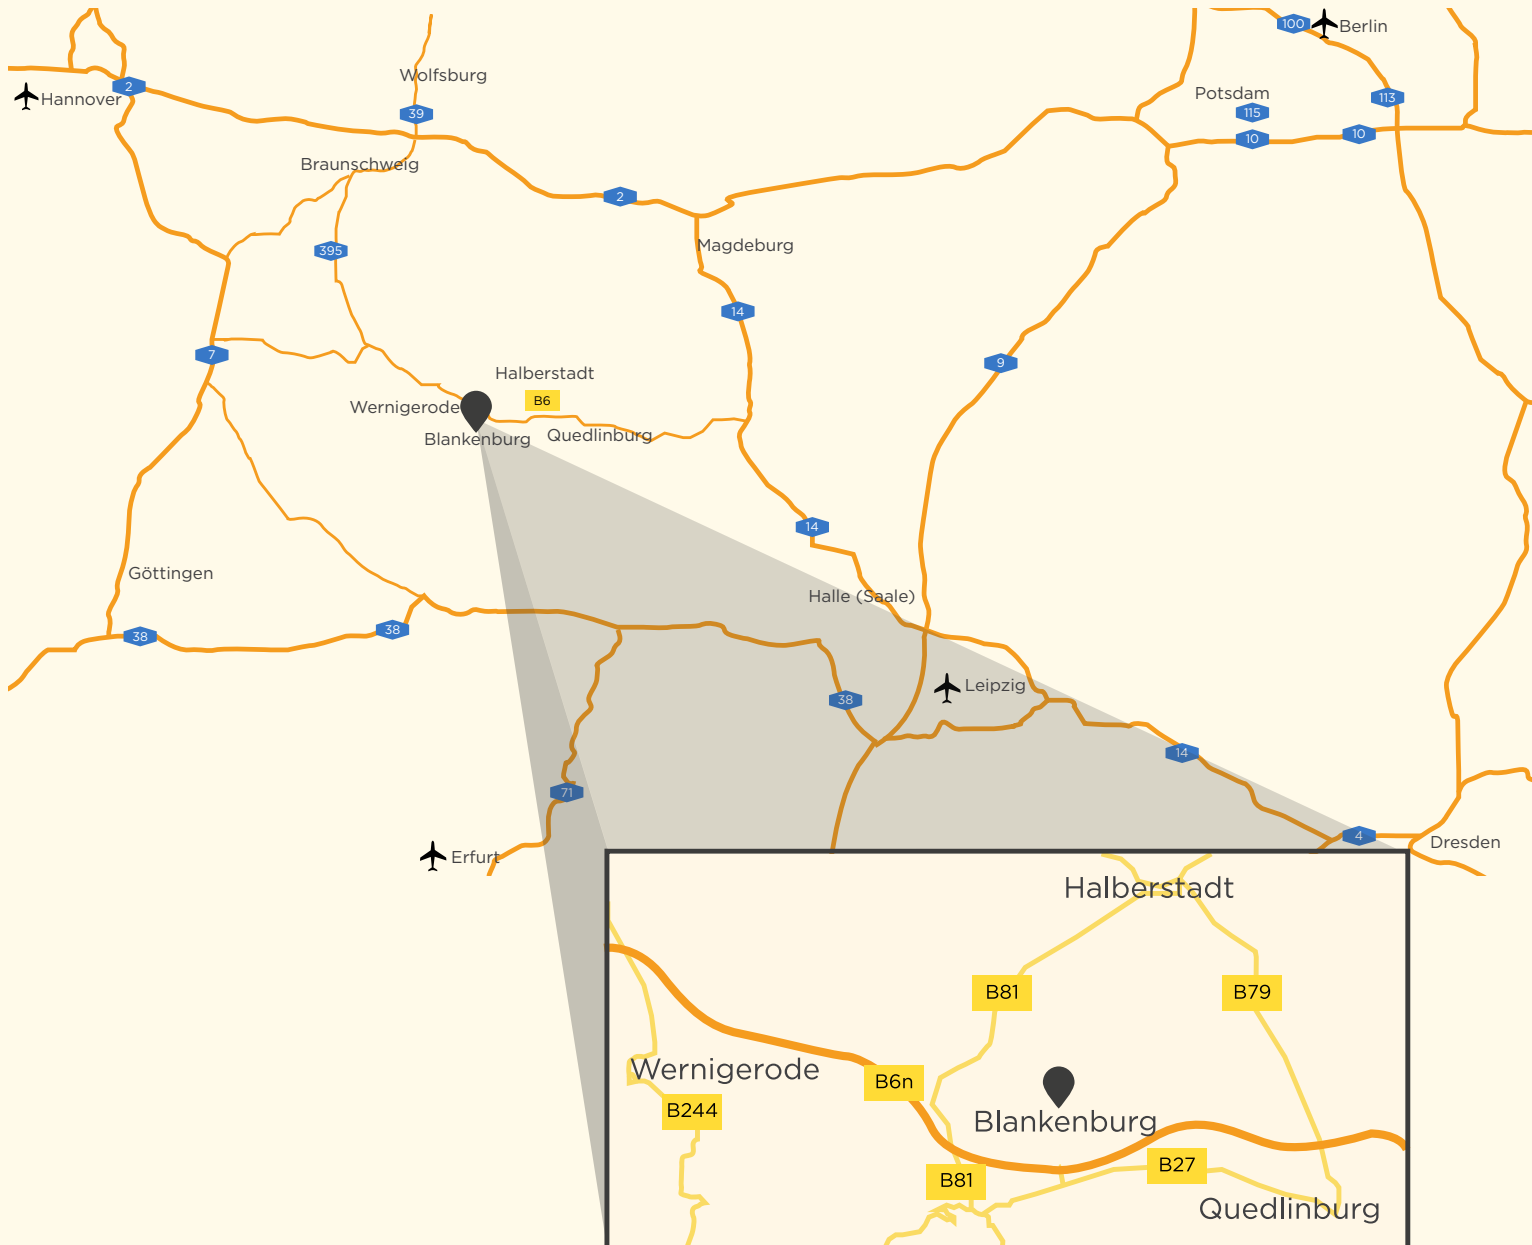 100
Berlin
Wolfsburg
2
Hannover
Potsdam
113
39
115
10
10
Braunschweig
2
Magdeburg
395
14
7
9
Halberstadt
B6
Wernigerode
Blankenburg
Quedlinburg
14
Göttingen
Halle (Saale)
38
38
Leipzig
38
14
71
4
Erfurt
Dresden
Halberstadt
B81
B79
Wernigerode
B6n
B244
Blankenburg
B27
B81
Quedlinburg